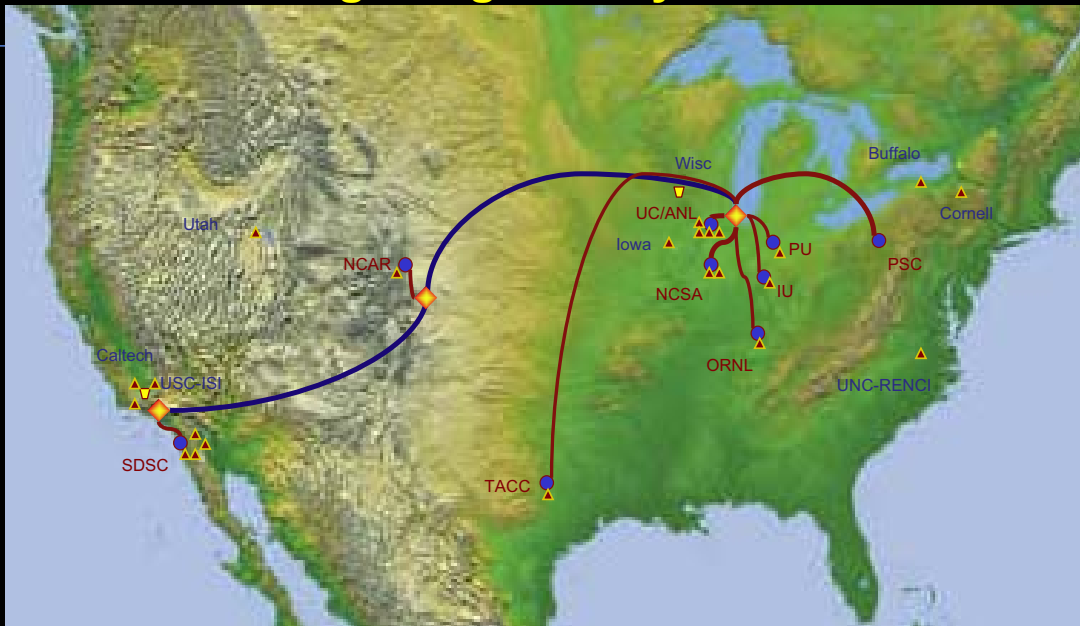 Wisc
Buffalo
UC/ANL
Cornell
Utah
Iowa
PU
PSC
NCAR
NCSA
IU
Caltech
USC-ISI
ORNL
UNC-RENCI
SDSC
TACC